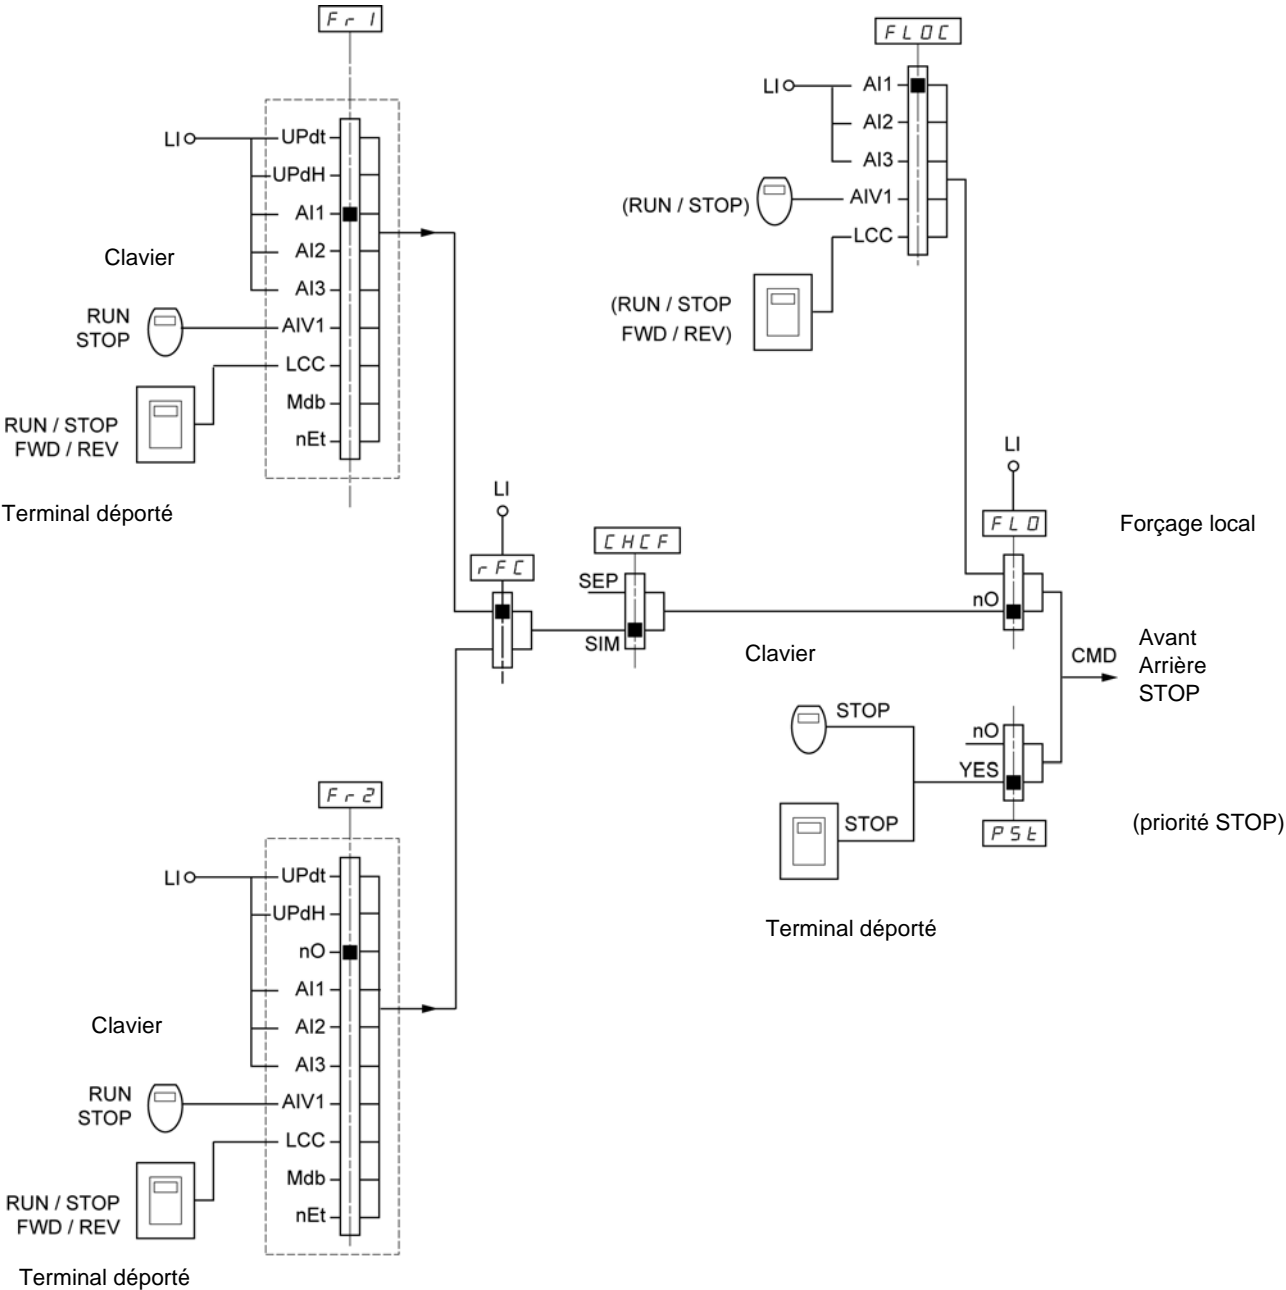 Fr1
LI
UPdt
UPdH
AI1
AI2
AI3
AIV1
LCC
Mdb
nEt
Clavier
RUN
STOP
RUN / STOP
FWD / REV
Terminal déporté
FLOC
LI
AI1
AI2
AI3
AIV1
LCC
(RUN / STOP)
(RUN / STOP
FWD / REV)
LI
rFC
CHCF
SEP
SIM
LI
FLO
nO
Forçage local
Clavier
STOP
STOP
Terminal déporté
nO
YES
PSt
(priorité STOP)
CMD
Avant
Arrière
STOP
Fr2
LI
UPdt
UPdH
nO
AI1
AI2
AI3
AIV1
LCC
Mdb
nEt
Clavier
RUN
STOP
RUN / STOP
FWD / REV
Terminal déporté